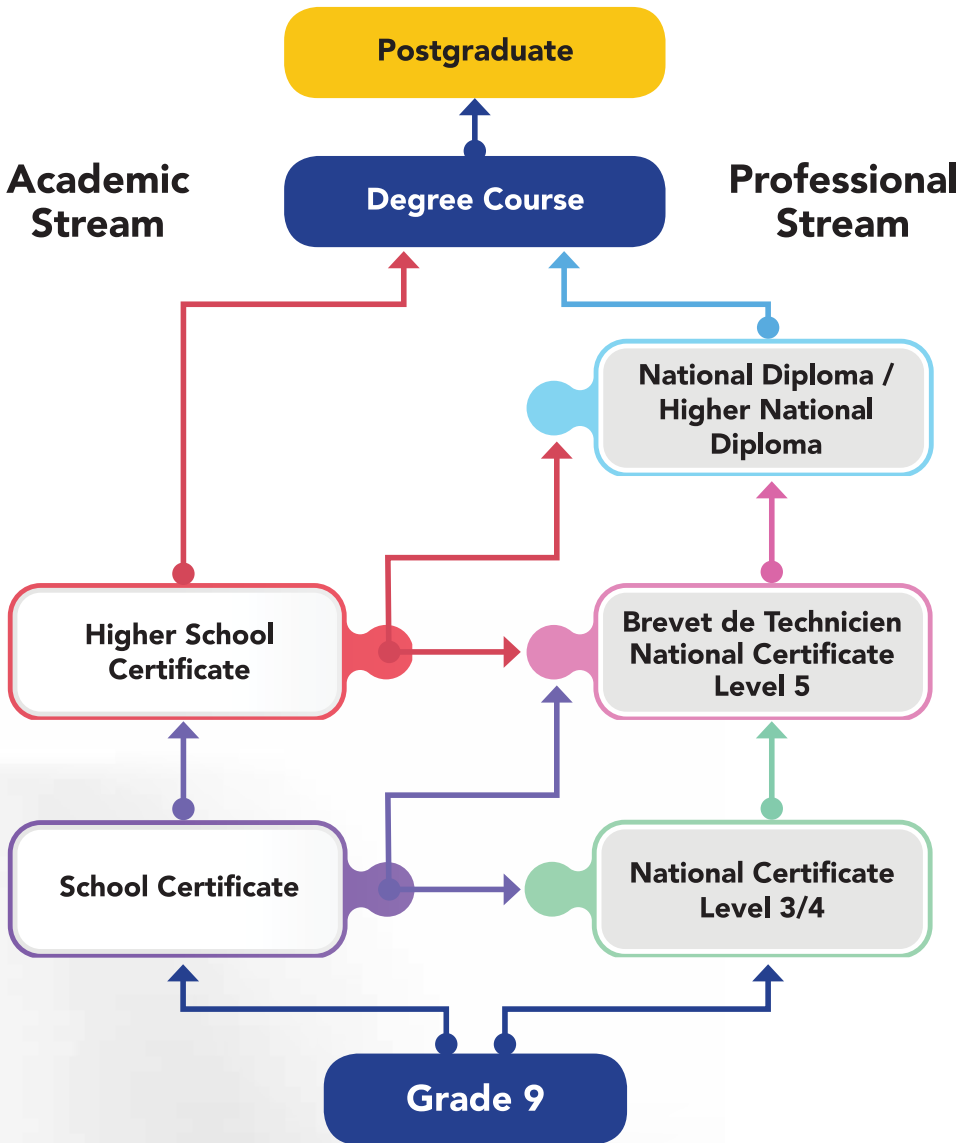 Postgraduate
Academic
Stream
Degree Course
Professional
Stream
National Diploma /
Higher National
Diploma
Higher School
Certificate
Brevet de Technicien
National Certificate
Level 5
School Certificate
National Certificate
Level 3/4
Grade 9